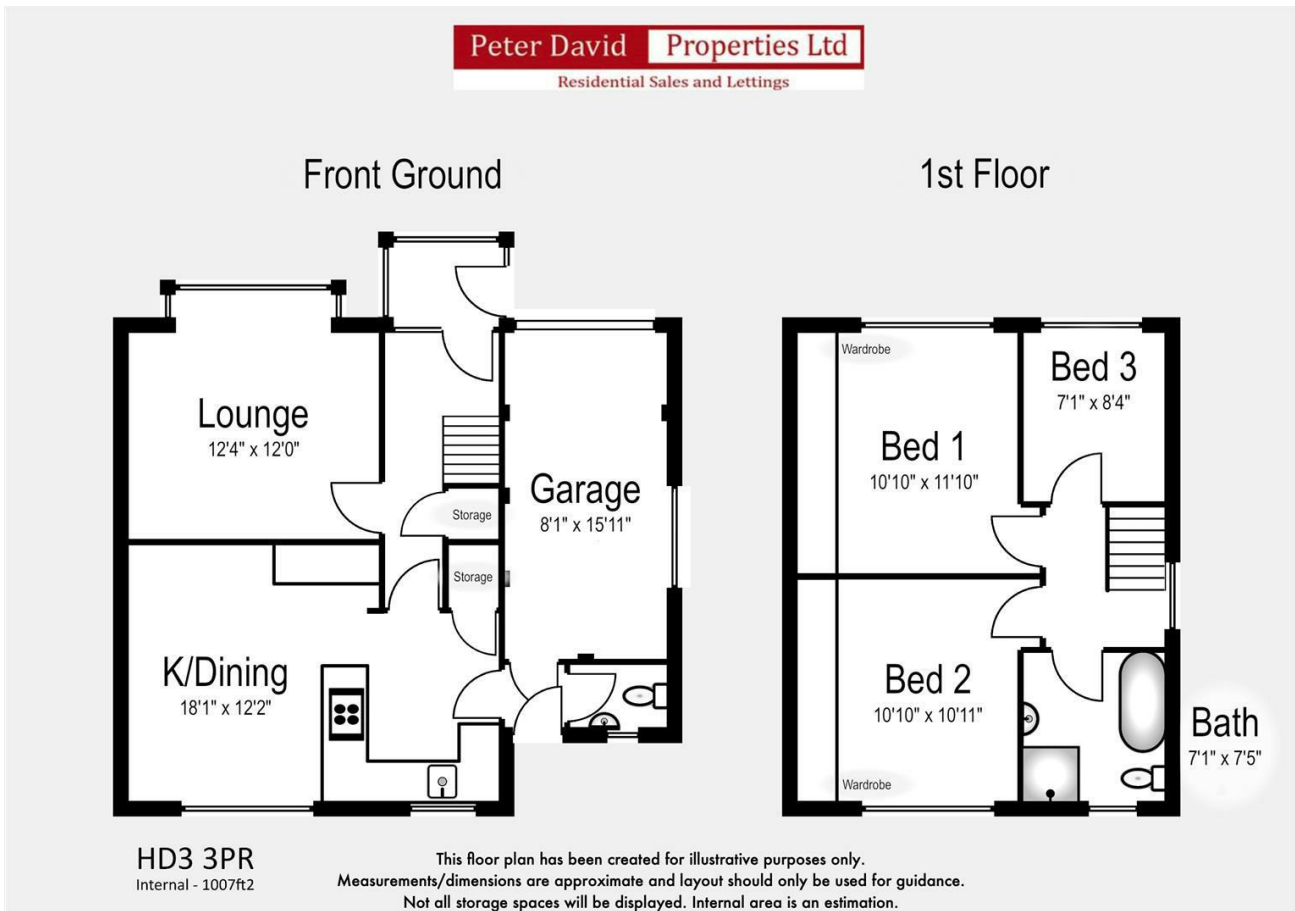 Peter David Properties Ltd
Residential Sales and Lettings
Front Ground
1st Floor
Lounge
12'4" x 12'0"
Storage
Storage
Garage
8'1" x 15'11"
K/Dining
18'1" x 12'2"
Wardrobe
Bed 1
10'10" x 11'10"
Bed 3
7'1" x 8'4"
Bed 2
10'10" x 10'11"
Wardrobe
Bath
7'1" x 7'5"
HD3 3PR
Internal - 1007ft2
This floor plan has been created for illustrative purposes only.
Measurements/dimensions are approximate and layout should only be used for guidance.
Not all storage spaces will be displayed. Internal area is an estimation.